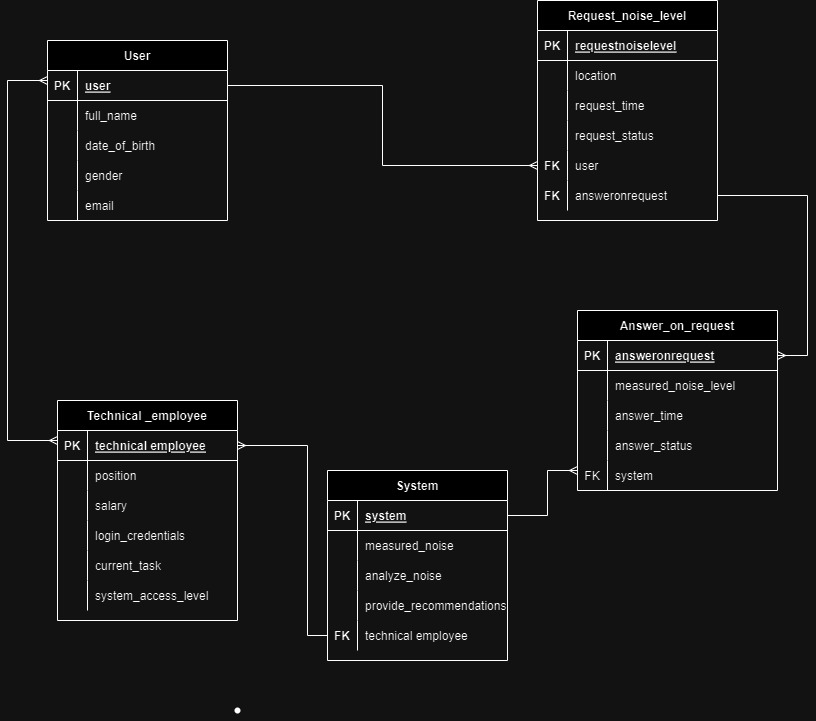 User
PK user
full_name
date_of_birth
gender
email
Request_noise_level
PK requestnoiselevel
location
request_time
request_status
FK user
FK answeronrequest
Answer_on_request
PK answeronrequest
measured_noise_level
answer_time
answer_status
FK system
Technical _employee
PK technical employee
position
salary
login_credentials
current_task
system_access_level
System
PK system
measured_noise
analyze_noise
provide_recommendations
FK technical employee